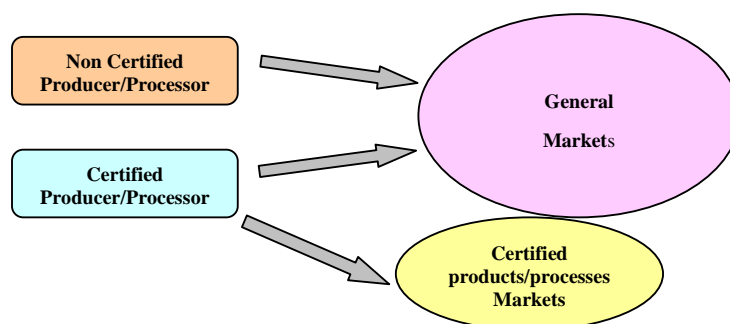 Non Certified
Producer/Processor
General
Markets
Certified
Producer/Processor
Certified
products/processes
Markets